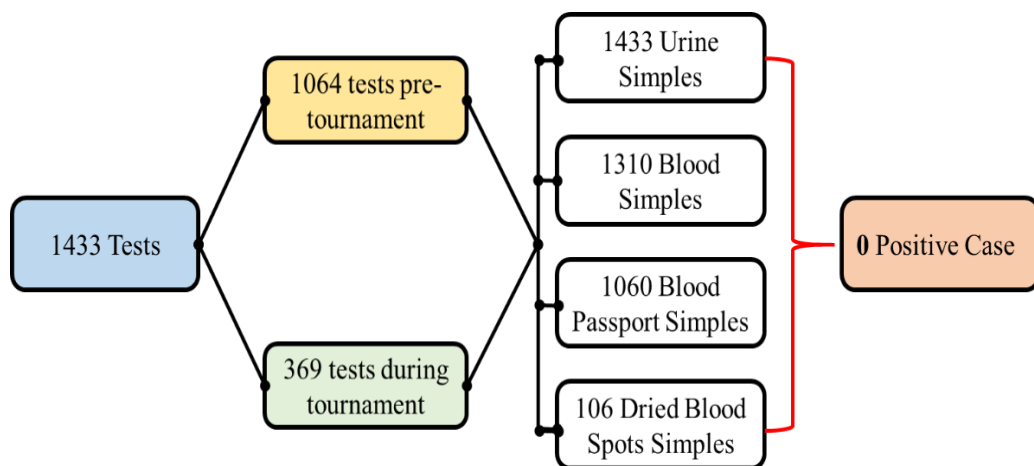 1433 Tests
1064 tests pre-
tournament
369 tests during
tournament
1433 Urine
Simples
1310 Blood
Simples
1060 Blood
Passport Simples
106 Dried Blood
Spots Simples
0 Positive Case